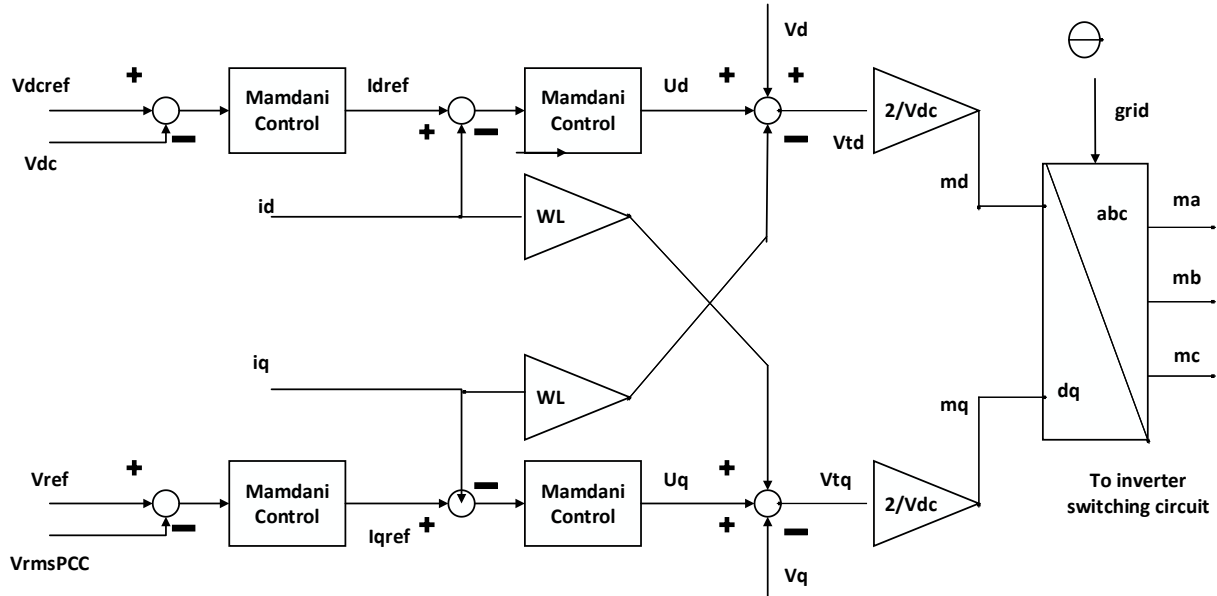 Vd
Vdcref
+
Mamdani
Control
Idref
Mamdani
Control
Ud
+
+
2/Vdc
grid
+
−
−
−
Vdc
Vtd
md
abc
ma
id
WL
mb
iq
WL
mc
mq
dq
Vref
+
Mamdani
Control
−
Mamdani
Control
Uq
+
Vtq
2/Vdc
To inverter
switching circuit
−
+
Iqref
+
−
VrmsPCC
Vq